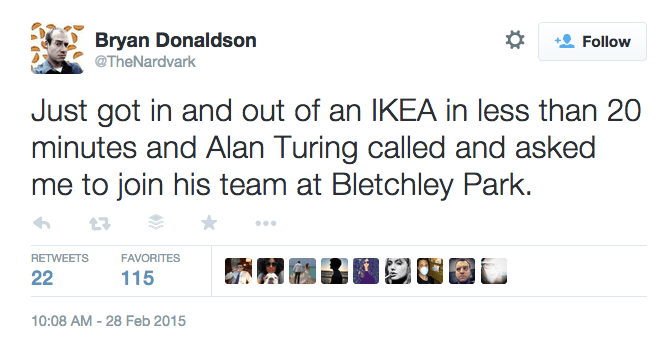 Bryan Donaldson
@TheNardvark
Follow
Just got in and out of an IKEA in less than 20
minutes and Alan Turing called and asked
me to join his team at Bletchley Park.
RETWEETS FAVORITES
22 115
10:08 AM - 28 Feb 2015